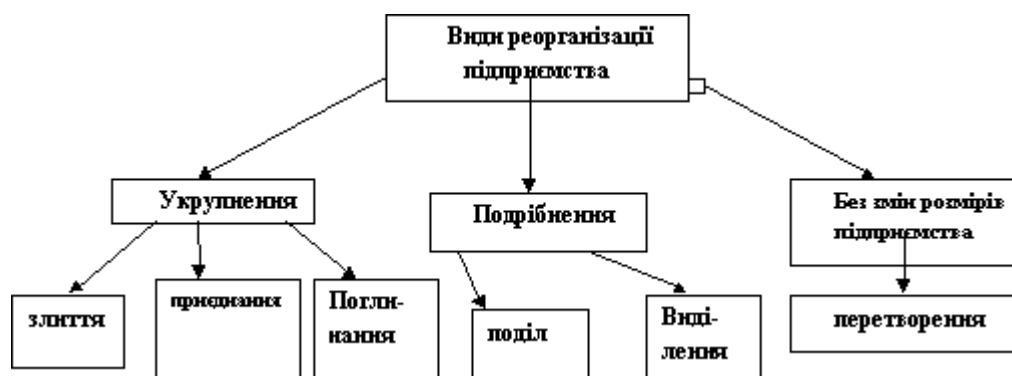 Види реорганізації
підприємства
Укрупнення
Подрібнення
Без змін розмірів
підприємства
злиття
приєднання
Погли-
нання
поділ
Виді-
лення
перетворення